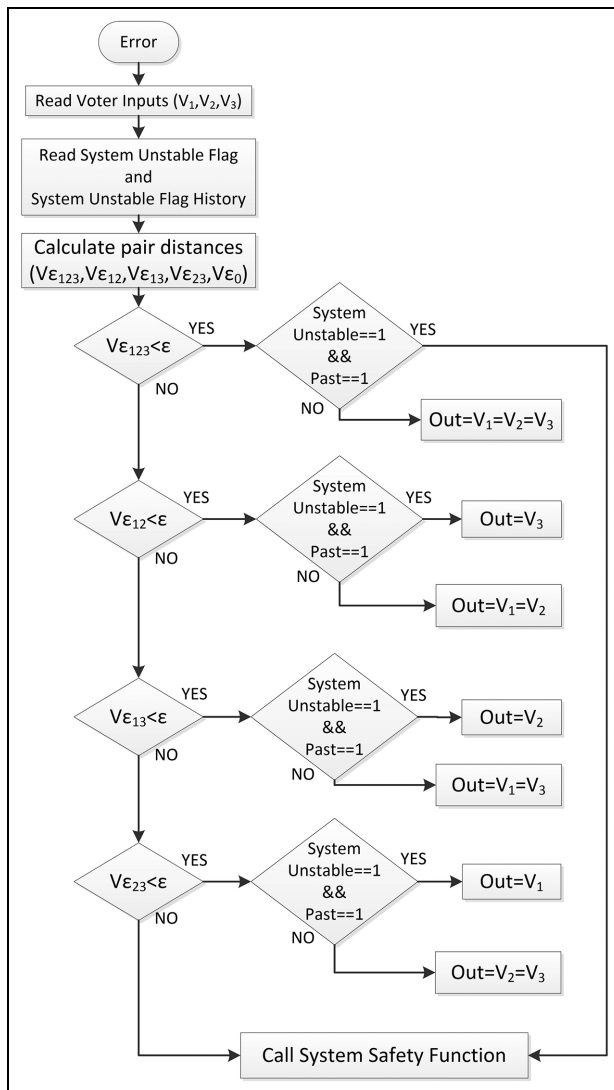 Error
Read Voter Inputs (V₁,V₂,V₃)
Read System Unstable Flag
and
System Unstable Flag History
Calculate pair distances
(Vε₁₂₃,Vε₁₂,Vε₁₃,Vε₂₃,Vε₀)
Vε₁₂₃<ε
YES
NO
System
Unstable==1
&&
Past==1
YES
NO
Out=V₁=V₂=V₃
Vε₁₂<ε
YES
NO
System
Unstable==1
&&
Past==1
YES
NO
Out=V₃
Out=V₁=V₂
Vε₁₃<ε
YES
NO
System
Unstable==1
&&
Past==1
YES
NO
Out=V₂
Out=V₁=V₃
Vε₂₃<ε
YES
NO
System
Unstable==1
&&
Past==1
YES
NO
Out=V₁
Out=V₂=V₃
Call System Safety Function